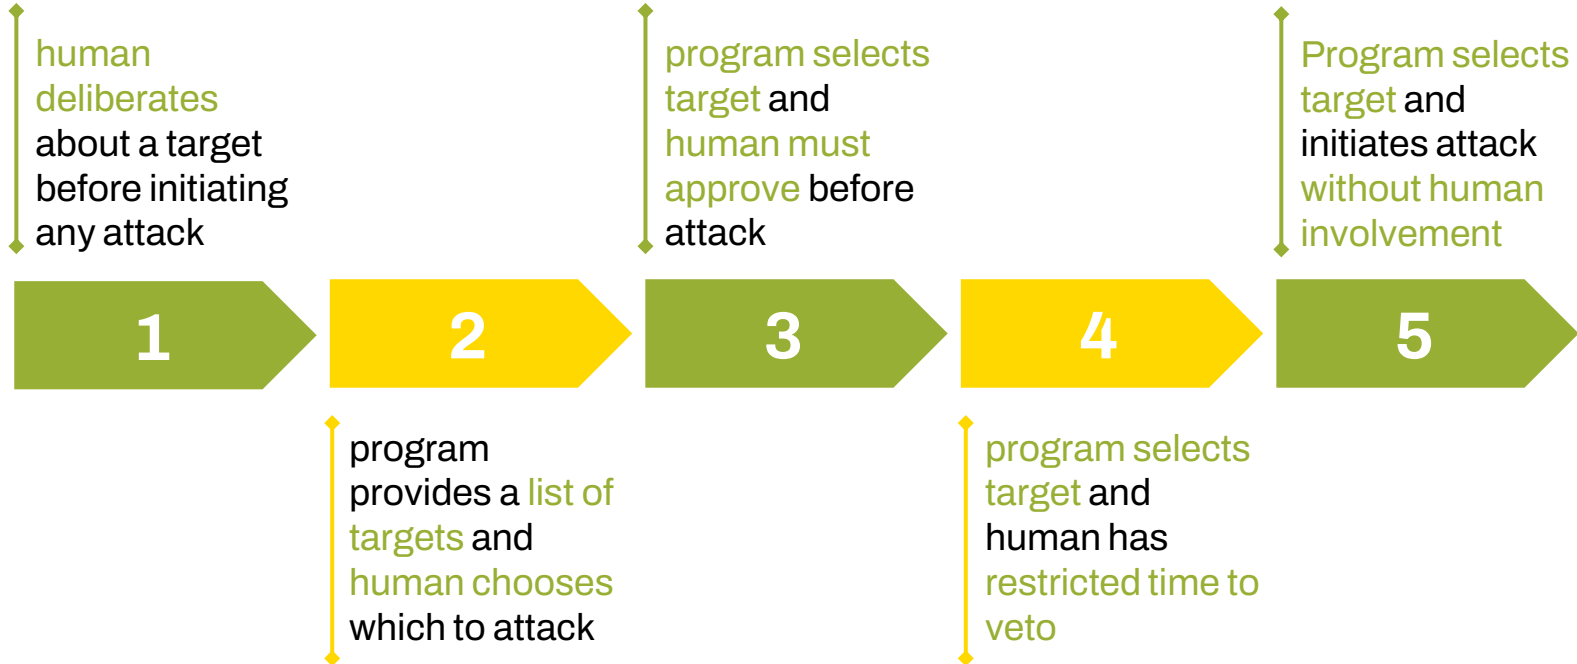 human
deliberates
about a target
before initiating
any attack
1
program
provides a list of
targets and
human chooses
which to attack
2
program selects
target and
human must
approve before
attack
3
program selects
target and
human has
restricted time to
veto
4
Program selects
target and
initiates attack
without human
involvement
5